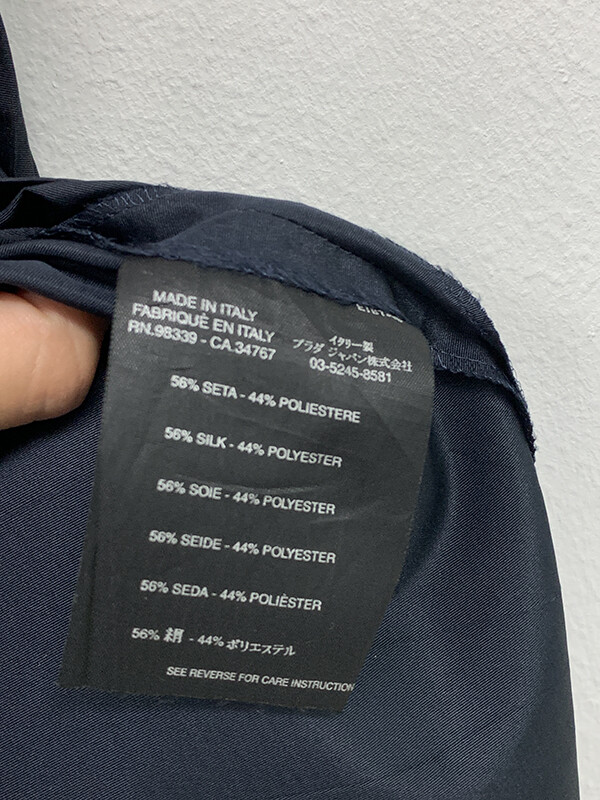 MADE IN ITALY
FABRIQUÈ EN ITALY
RN.98339 - CA.34767
イタリー製
プラダ ジャパン株式会社
03-5245-8581
56% SETA - 44% POLIESTERE
56% SILK - 44% POLYESTER
56% SOIE - 44% POLYESTER
56% SEIDE - 44% POLYESTER
56% SEDA - 44% POLIÈSTER
56% 絹 - 44% ポリエステル
SEE REVERSE FOR CARE INSTRUCTION